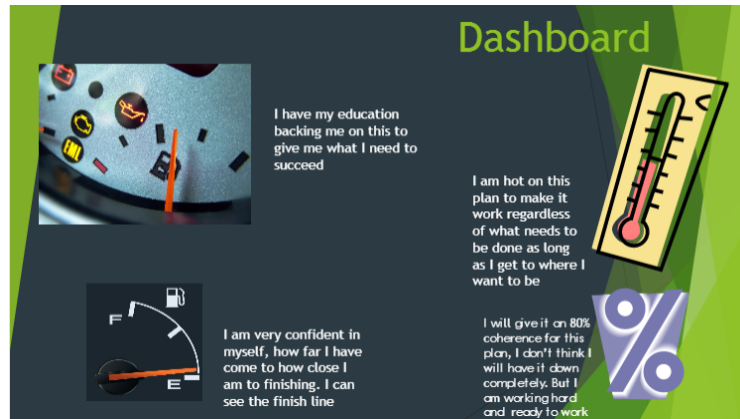 Dashboard
I have my education
backing me on this to
give me what I need to
succeed
EML
I am hot on this
plan to make it
work regardless
of what needs to
be done as long
as I get to where I
want to be
F
E
I am very confident in
myself, how far I have
come to how close I
am to finishing. I can
see the finish line
I will give it an 80%
coherence for this
plan, I don't think I
will have it down
completely. But I
am working hard
and ready to work
%